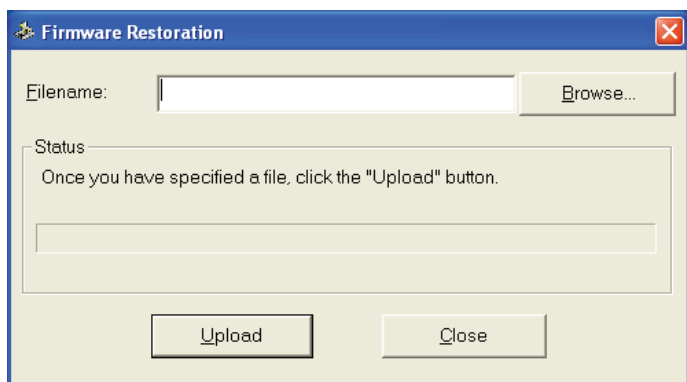 Firmware Restoration
Filename:
Browse...
Status
Once you have specified a file, click the "Upload" button.
Upload
Close